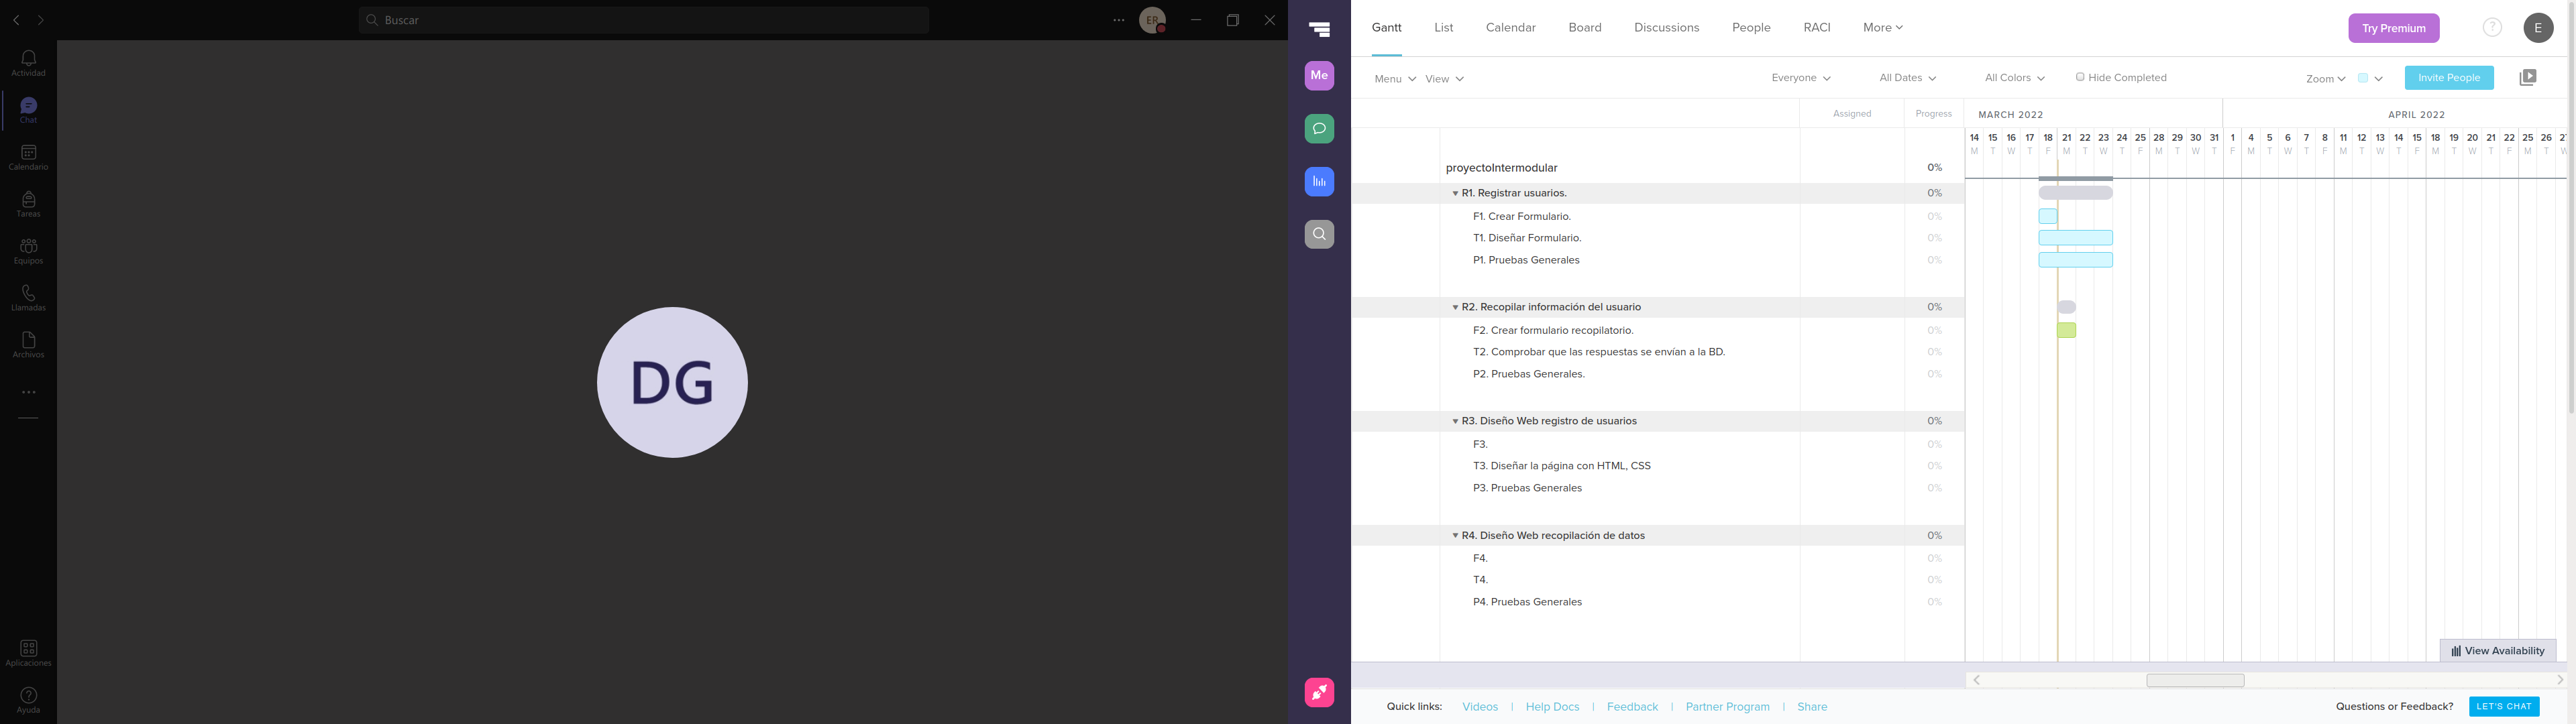 Buscar
ER
Actividad
Chat
Calendario
Tareas
Equipos
Llamadas
Archivos
Aplicaciones
Ayuda
DG
Me
Gantt List Calendar Board Discussions People RACI More
Try Premium ? E
Menu View Everyone All Dates All Colors Hide Completed Zoom Invite People
Assigned Progress MARCH 2022 APRIL 2022
14 15 16 17 18 21 22 23 24 25 28 29 30 31 1 4 5 6 7 8 11 12 13 14 15 18 19 20 21 22 25 26 27
M T W T F M T W T F M T W T F M T W T F M T W T F M T W T F M T W
proyectoIntermodular 0%
R1. Registrar usuarios. 0%
F1. Crear Formulario. 0%
T1. Diseñar Formulario. 0%
P1. Pruebas Generales 0%
R2. Recopilar información del usuario 0%
F2. Crear formulario recopilatorio. 0%
T2. Comprobar que las respuestas se envían a la BD. 0%
P2. Pruebas Generales. 0%
R3. Diseño Web registro de usuarios 0%
F3. 0%
T3. Diseñar la página con HTML, CSS 0%
P3. Pruebas Generales 0%
R4. Diseño Web recopilación de datos 0%
F4. 0%
T4. 0%
P4. Pruebas Generales 0%
View Availability
Quick links: Videos | Help Docs | Feedback | Partner Program | Share
Questions or Feedback? LET'S CHAT